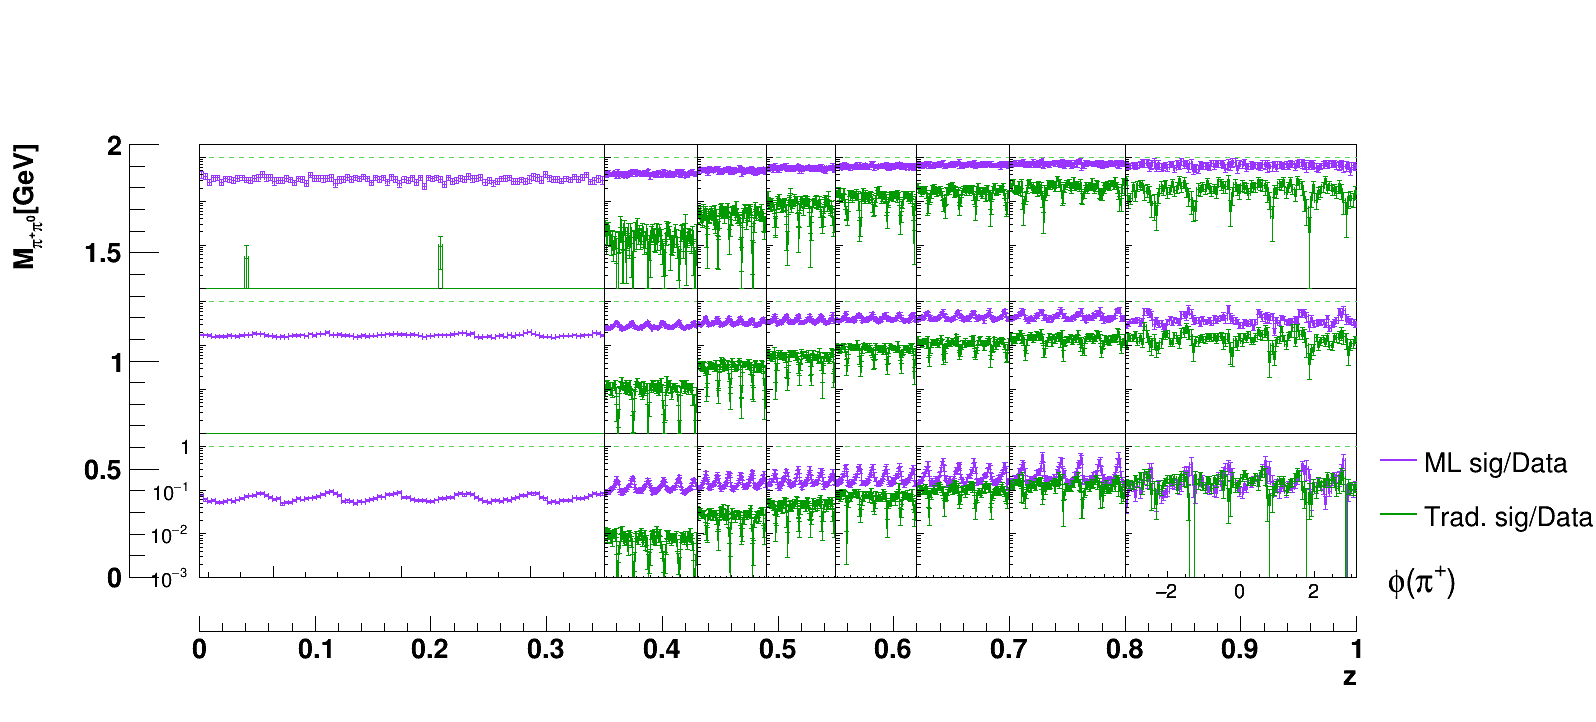 M π⁺π⁰ [GeV]
2
1.5
1
0.5
0
1
10⁻¹
10⁻²
10⁻³
−2 0 2
ϕ(π⁺)
0 0.1 0.2 0.3 0.4 0.5 0.6 0.7 0.8 0.9 1
z
ML sig/Data
Trad. sig/Data